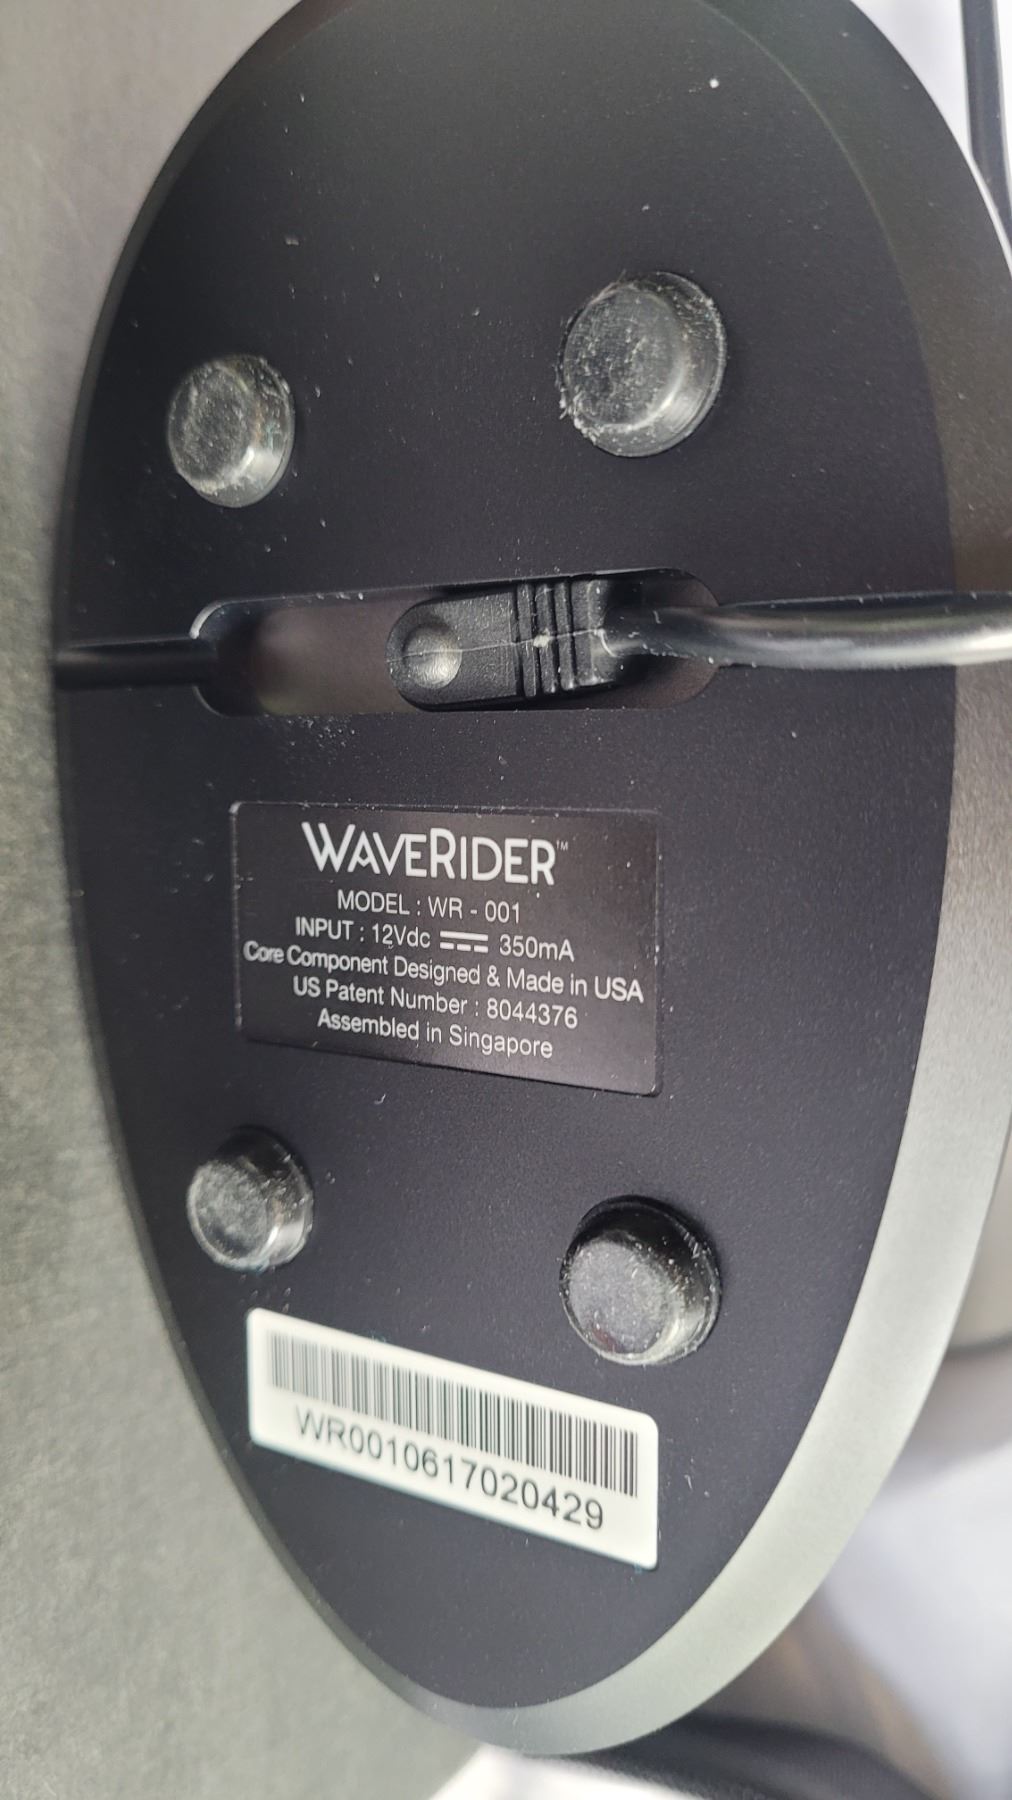 WAVERIDER™
MODEL : WR - 001
INPUT : 12Vdc ⎓ 350mA
Core Component Designed & Made in USA
US Patent Number : 8044376
Assembled in Singapore
WR0010617020429